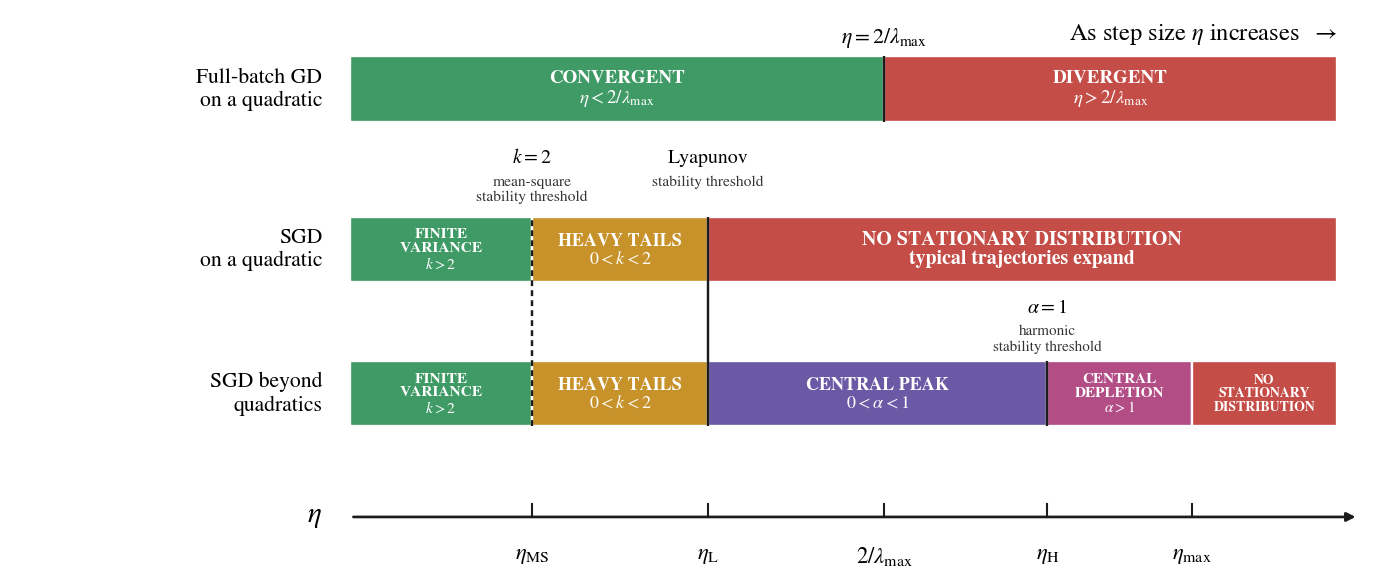 η = 2/λmax
As step size η increases →
Full-batch GD
on a quadratic
CONVERGENT
η < 2/λmax
DIVERGENT
η > 2/λmax
k = 2
mean-square
stability threshold
Lyapunov
stability threshold
SGD
on a quadratic
FINITE
VARIANCE
k > 2
HEAVY TAILS
0 < k < 2
NO STATIONARY DISTRIBUTION
typical trajectories expand
α = 1
harmonic
stability threshold
SGD beyond
quadratics
FINITE
VARIANCE
k > 2
HEAVY TAILS
0 < k < 2
CENTRAL PEAK
0 < α < 1
CENTRAL
DEPLETION
α > 1
NO
STATIONARY
DISTRIBUTION
η
ηMS
ηL
2/λmax
ηH
ηmax